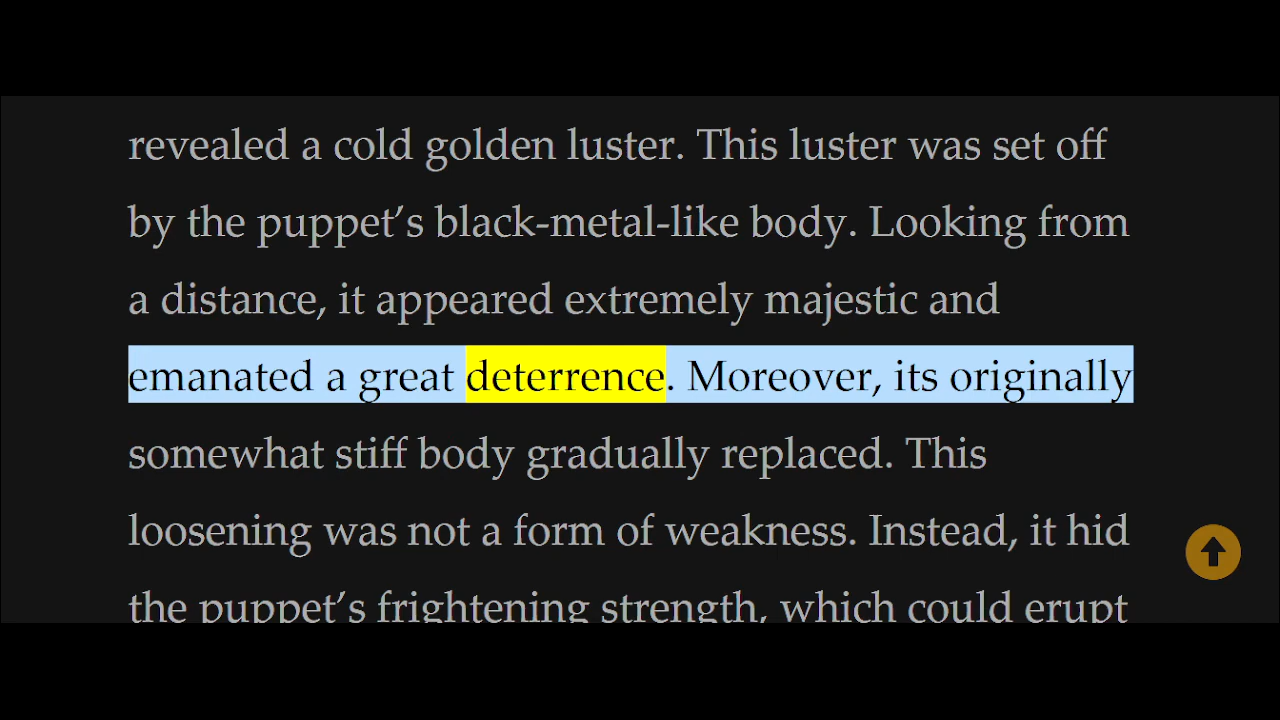 revealed a cold golden luster. This luster was set off
by the puppet’s black-metal-like body. Looking from
a distance, it appeared extremely majestic and
emanated a great deterrence. Moreover, its originally
somewhat stiff body gradually replaced. This
loosening was not a form of weakness. Instead, it hid
the puppet’s frightening strength, which could erupt